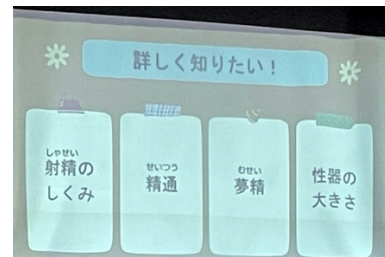 詳しく知りたい！
しゃせい
射精の
しくみ
せいつう
精通
むせい
夢精
性器の
大きさ